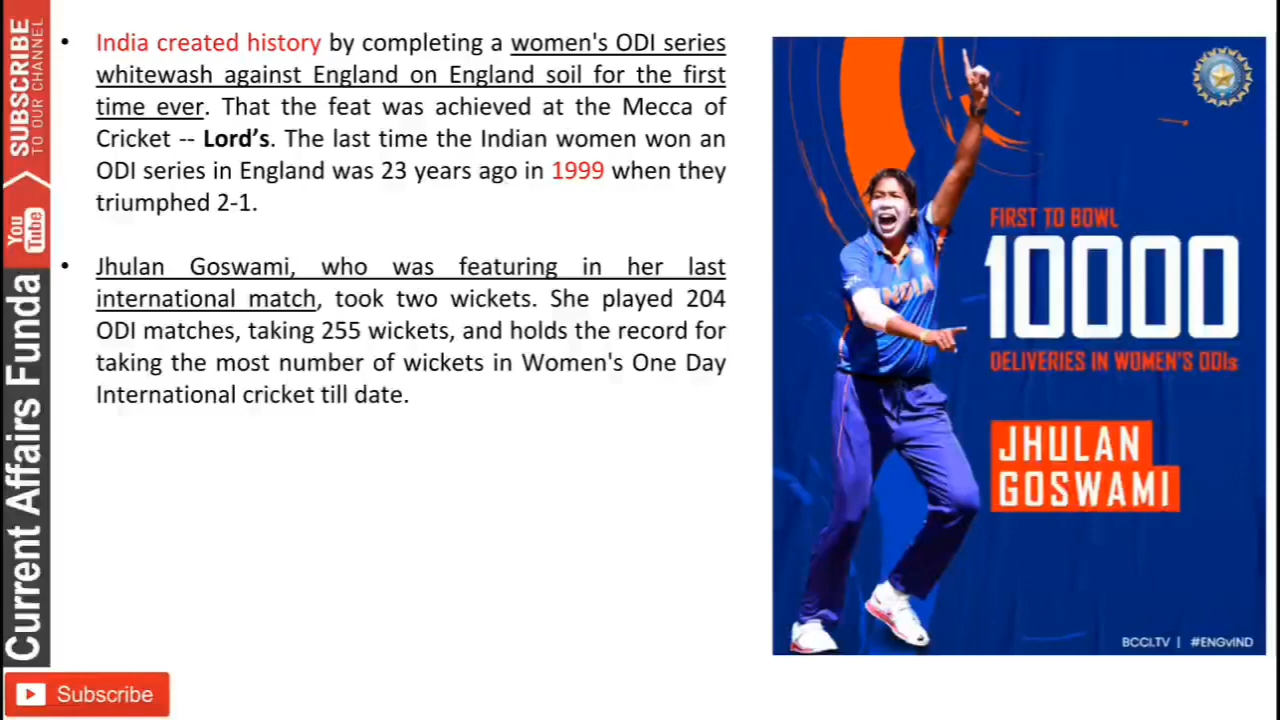 SUBSCRIBE
TO OUR CHANNEL
You
Tube
Current Affairs Funda
• India created history by completing a women's ODI series
whitewash against England on England soil for the first
time ever. That the feat was achieved at the Mecca of
Cricket -- Lord’s. The last time the Indian women won an
ODI series in England was 23 years ago in 1999 when they
triumphed 2-1.
• Jhulan Goswami, who was featuring in her last
international match, took two wickets. She played 204
ODI matches, taking 255 wickets, and holds the record for
taking the most number of wickets in Women's One Day
International cricket till date.
FIRST TO BOWL
10000
DELIVERIES IN WOMEN'S ODIs
JHULAN
GOSWAMI
INDIA
BCCI.TV | #ENGvIND
Subscribe